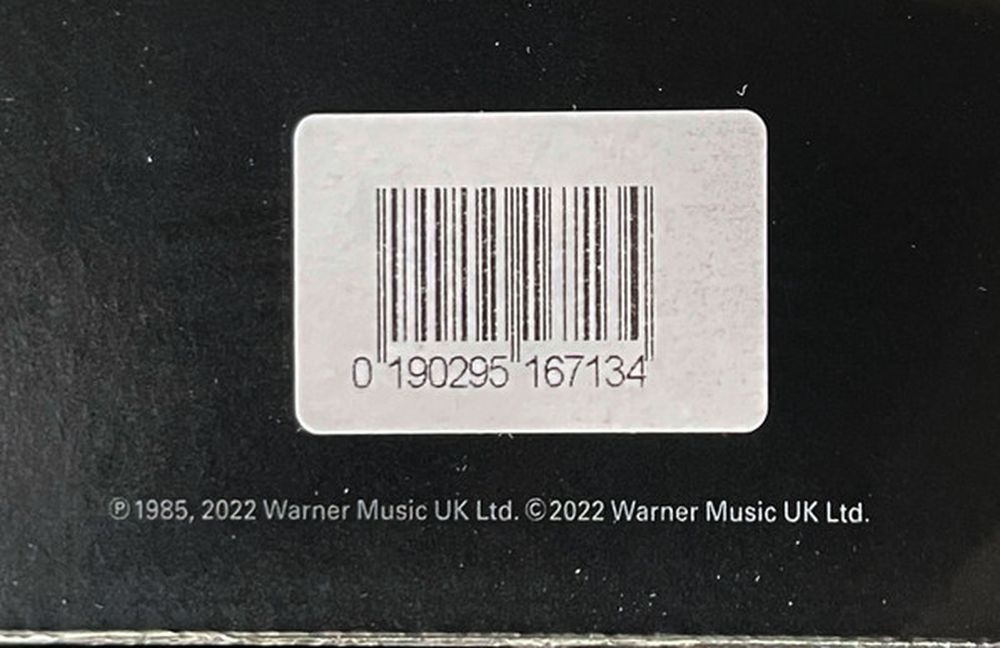 0 190295 167134
℗1985, 2022 Warner Music UK Ltd. ©2022 Warner Music UK Ltd.